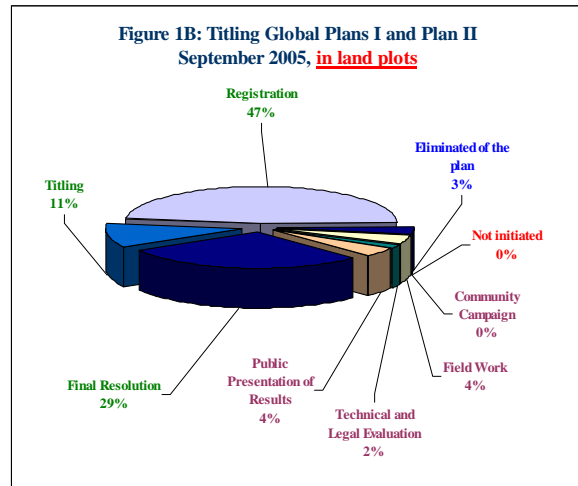 Figure 1B: Titling Global Plans I and Plan II
September 2005, in land plots
Registration
47%
Eliminated of the
plan
3%
Titling
11%
Not initiated
0%
Community
Campaign
0%
Field Work
4%
Public
Presentation of
Results
4%
Final Resolution
29%
Technical and
Legal Evaluation
2%